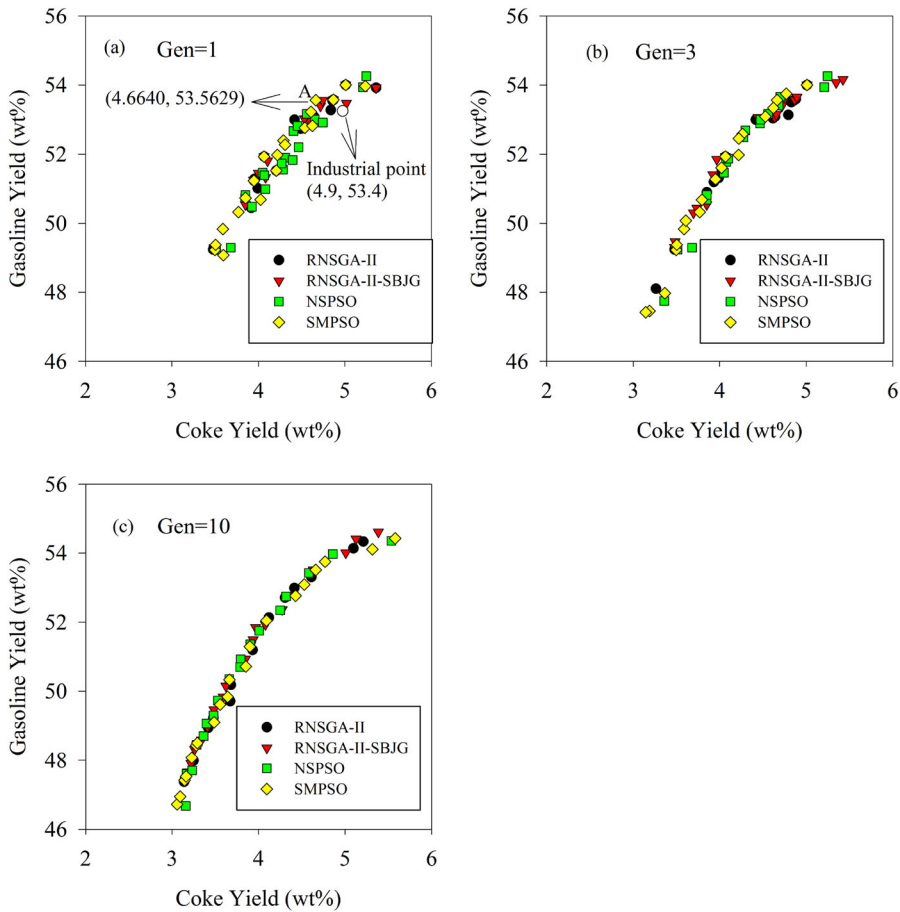 56
(a) Gen=1
54
A
(4.6640, 53.5629)
52
Industrial point
(4.9, 53.4)
50
48
46
Gasoline Yield (wt%)
RNSGA-II
RNSGA-II-SBJG
NSPSO
SMPSO
2 3 4 5 6
Coke Yield (wt%)
56
(b) Gen=3
54
52
50
48
46
Gasoline Yield (wt%)
RNSGA-II
RNSGA-II-SBJG
NSPSO
SMPSO
2 3 4 5 6
Coke Yield (wt%)
56
(c) Gen=10
54
52
50
48
46
Gasoline Yield (wt%)
RNSGA-II
RNSGA-II-SBJG
NSPSO
SMPSO
2 3 4 5 6
Coke Yield (wt%)